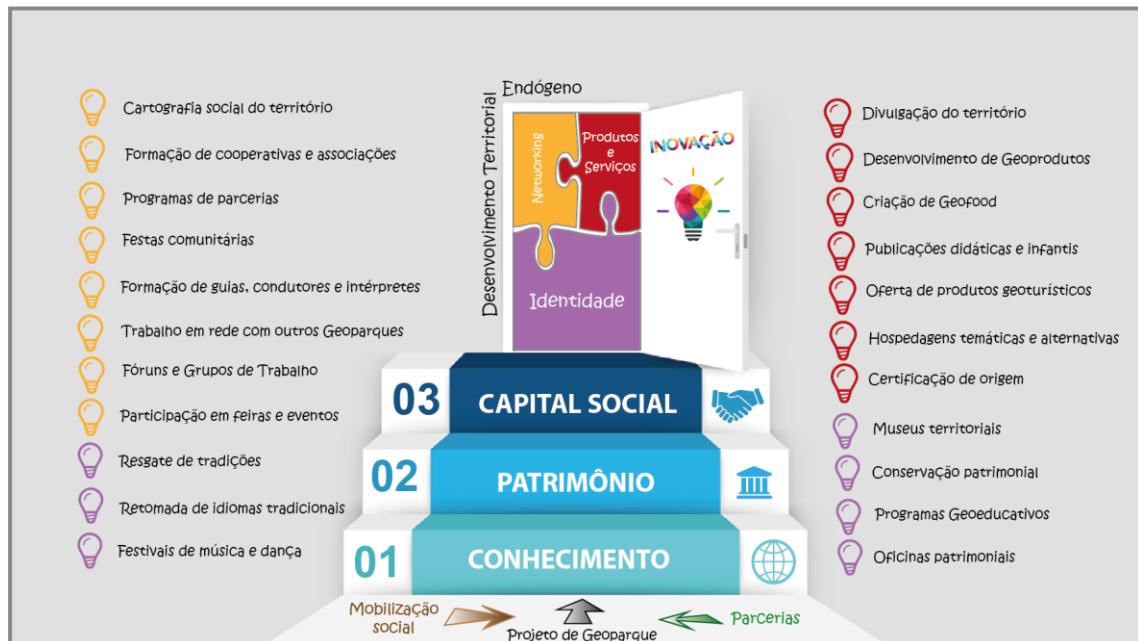 Cartografia social do território
Formação de cooperativas e associações
Programas de parcerias
Festas comunitárias
Formação de guias, condutores e intérpretes
Trabalho em rede com outros Geoparques
Fóruns e Grupos de Trabalho
Participação em feiras e eventos
Resgate de tradições
Retomada de idiomas tradicionais
Festivais de música e dança
Desenvolvimento Territorial
Endógeno
Networking
Produtos
e
Serviços
Identidade
INOVAÇÃO
03
CAPITAL SOCIAL
02
PATRIMÔNIO
01
CONHECIMENTO
Mobilização
social
Projeto de Geoparque
Parcerias
Divulgação do território
Desenvolvimento de Geoprodutos
Criação de Geofood
Publicações didáticas e infantis
Oferta de produtos geoturísticos
Hospedagens temáticas e alternativas
Certificação de origem
Museus territoriais
Conservação patrimonial
Programas Geoeducativos
Oficinas patrimoniais